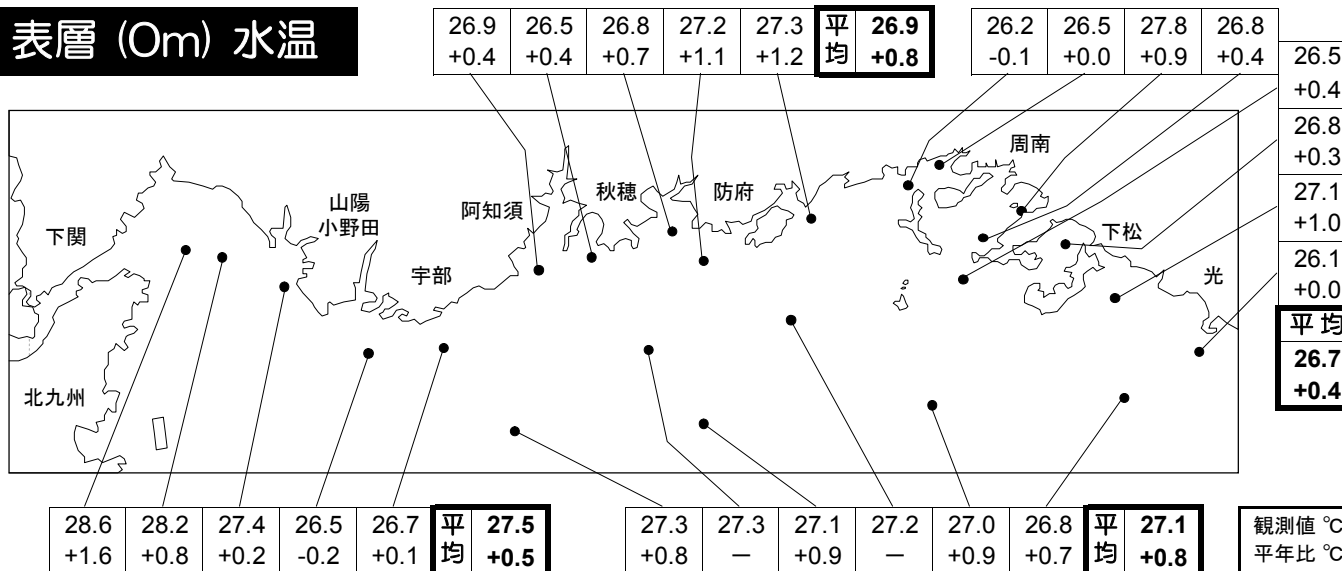 表層 (0m) 水温
26.9 26.5 26.8 27.2 27.3 平均 26.9
+0.4 +0.4 +0.7 +1.1 +1.2 +0.8
26.2 26.5 27.8 26.8
-0.1 +0.0 +0.9 +0.4
26.5
+0.4
26.8
+0.3
27.1
+1.0
26.1
+0.0
平均
26.7
+0.4
周南
秋穂
防府
山陽
小野田
阿知須
下関
下松
宇部
光
北九州
28.6 28.2 27.4 26.5 26.7 平均 27.5
+1.6 +0.8 +0.2 -0.2 +0.1 +0.5
27.3 27.3 27.1 27.2 27.0 26.8 平均 27.1
+0.8 － +0.9 － +0.9 +0.7 +0.8
観測値 ℃
平年比 ℃